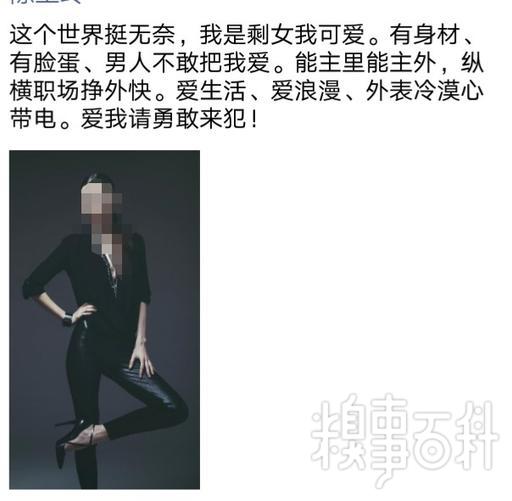 这个世界挺无奈，我是剩女我可爱。有身材、
有脸蛋、男人不敢把我爱。能主里能主外，纵
横职场挣外快。爱生活、爱浪漫、外表冷漠心
带电。爱我请勇敢来犯！
糗事百科